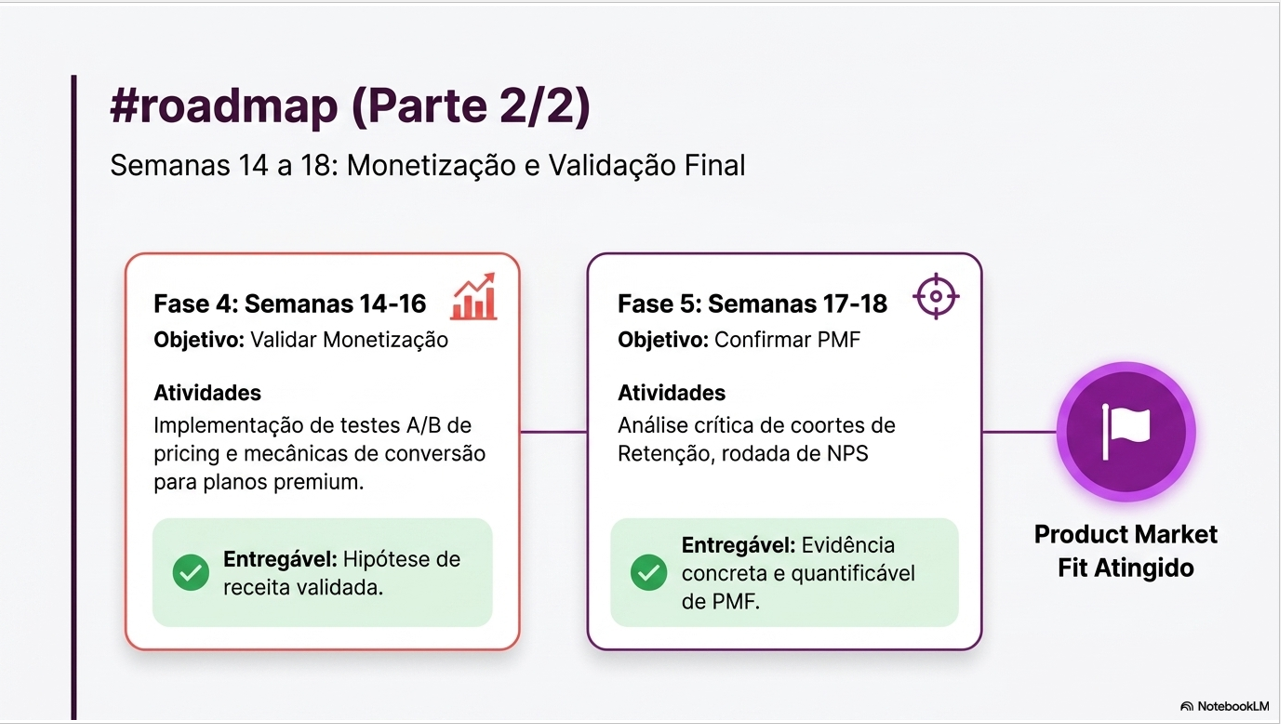 #roadmap (Parte 2/2)
Semanas 14 a 18: Monetização e Validação Final
Fase 4: Semanas 14-16
Objetivo: Validar Monetização
Atividades
Implementação de testes A/B de
pricing e mecânicas de conversão
para planos premium.
Entregável: Hipótese de
receita validada.
Fase 5: Semanas 17-18
Objetivo: Confirmar PMF
Atividades
Análise crítica de coortes de
Retenção, rodada de NPS
Entregável: Evidência
concreta e quantificável
de PMF.
Product Market
Fit Atingido
NotebookLM